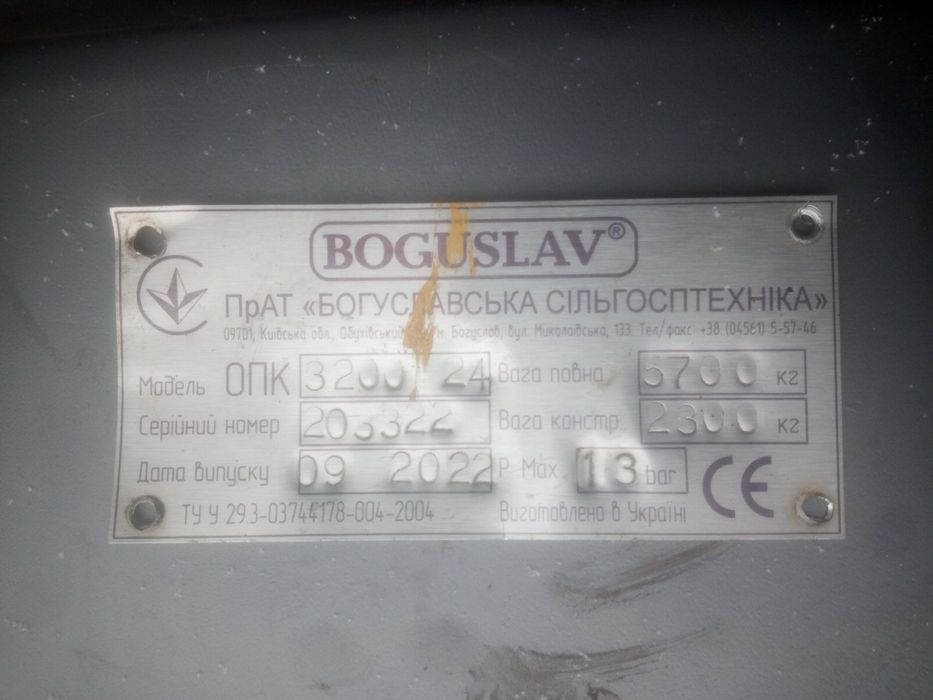 BOGUSLAV®
ПрАТ «БОГУСЛАВСЬКА СІЛЬГОСПТЕХНІКА»
09701, Київська обл., Обухівський м. Богуслов, вул. Миколаївська, 133 Тел/факс +38 (04561) 5-57-46
Модель ОПК 3200 24 Вага повна 5700 кг
Серійний номер 203322 Вага констр 2300 кг
Дата випуску 09 2022 P Max 13 bar
ТУ У 29.3-03744178-004-2004 Виготовлено в Україні CE